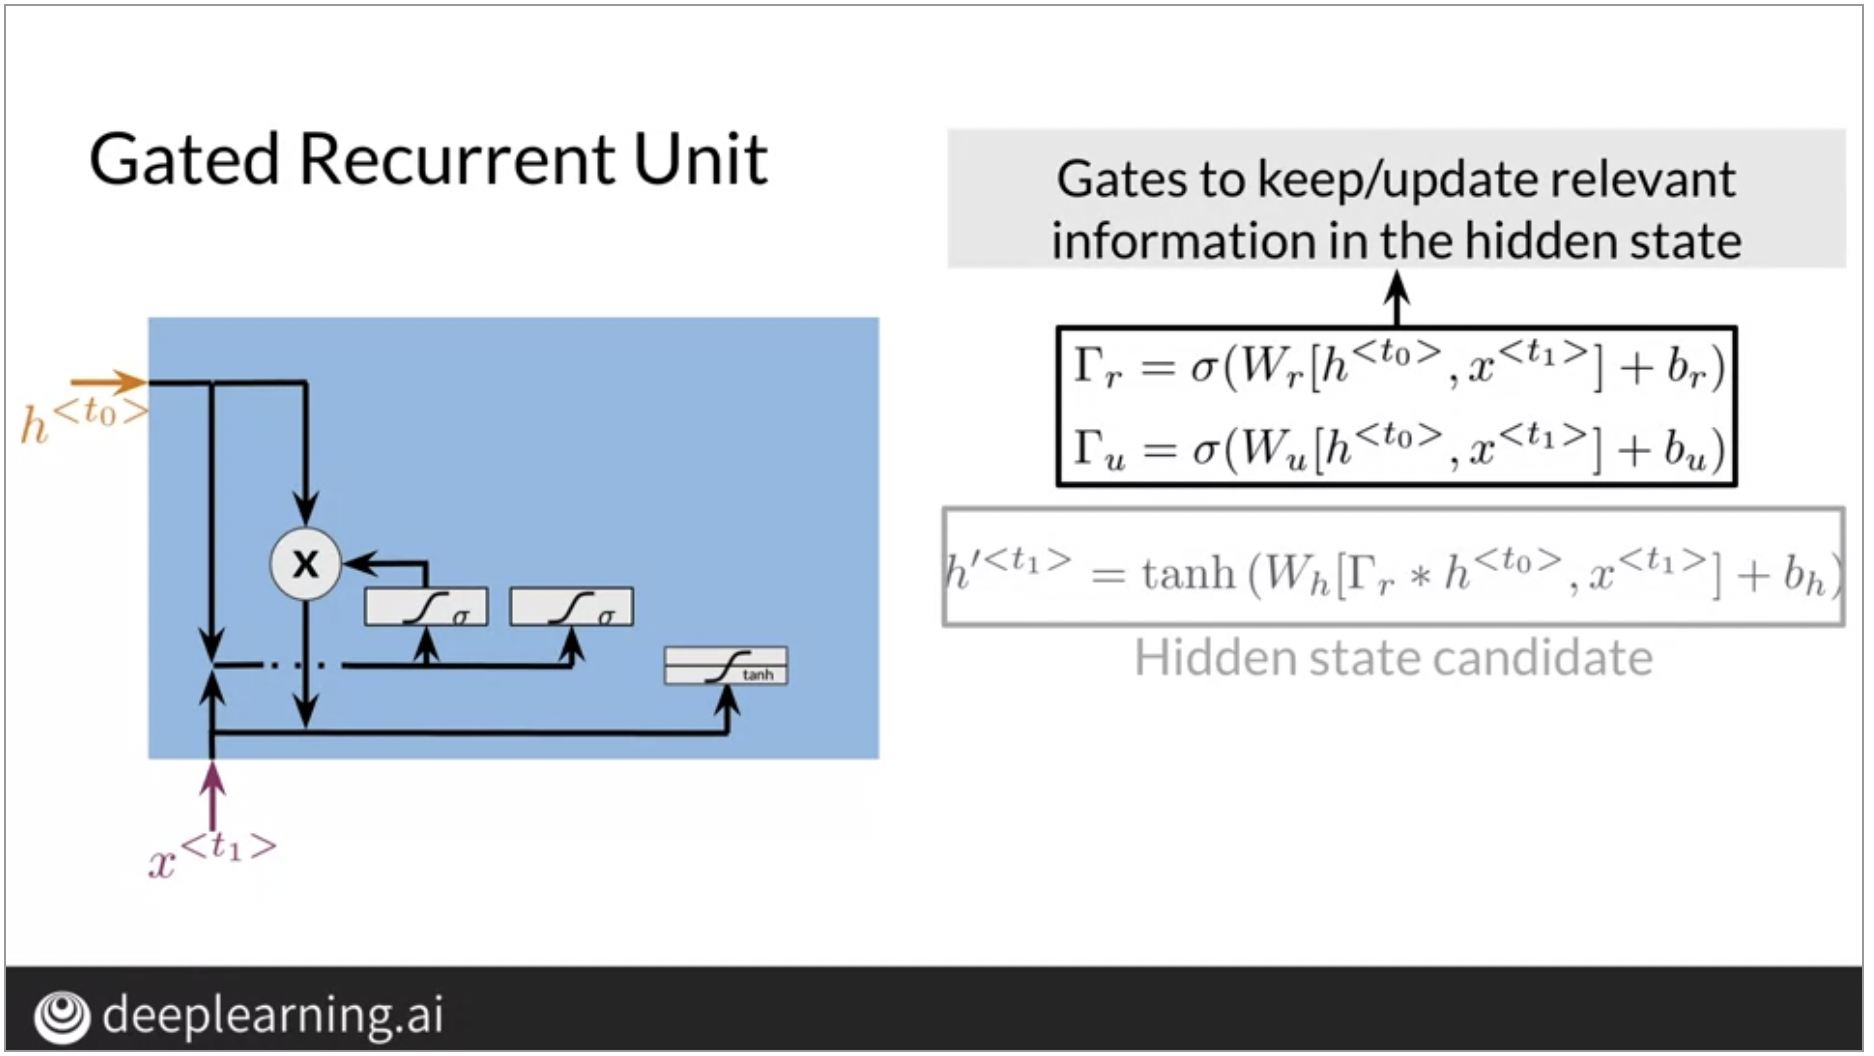 Gated Recurrent Unit
Gates to keep/update relevant
information in the hidden state
Γ_r = σ(W_r[h^{<t_0>}, x^{<t_1>}] + b_r)
Γ_u = σ(W_u[h^{<t_0>}, x^{<t_1>}] + b_u)
h'^{<t_1>} = tanh (W_h[Γ_r * h^{<t_0>}, x^{<t_1>}] + b_h)
Hidden state candidate
h^{<t_0>}
X
σ
σ
tanh
x^{<t_1>}
deeplearning.ai